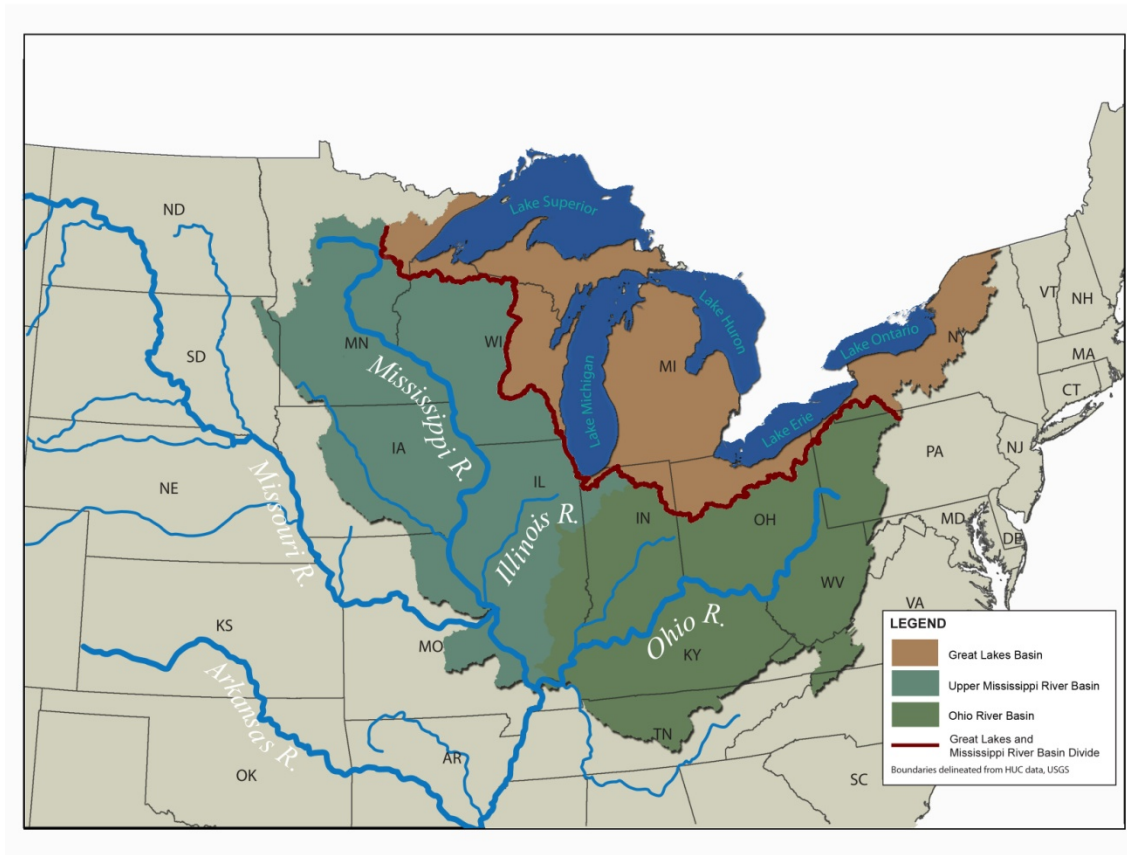 ND
Lake Superior
VT
NH
Lake Huron
Lake Ontario
NY
MN
WI
SD
MI
MA
CT
Lake Michigan
Lake Erie
Mississippi R.
IA
IL
PA
NJ
NE
Missouri R.
Illinois R.
IN
OH
MD
DE
WV
VA
KS
MO
Ohio R.
KY
Arkansas R.
TN
AR
OK
SC
LEGEND
Great Lakes Basin
Upper Mississippi River Basin
Ohio River Basin
Great Lakes and
Mississippi River Basin Divide
Boundaries delineated from HUC data, USGS